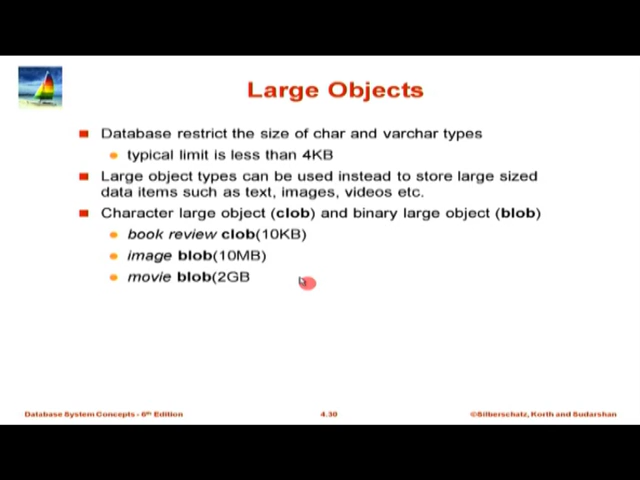 Large Objects
Database restrict the size of char and varchar types
typical limit is less than 4KB
Large object types can be used instead to store large sized
data items such as text, images, videos etc.
Character large object (clob) and binary large object (blob)
book review clob(10KB)
image blob(10MB)
movie blob(2GB
Database System Concepts - 6th Edition
4.30
©Silberschatz, Korth and Sudarshan